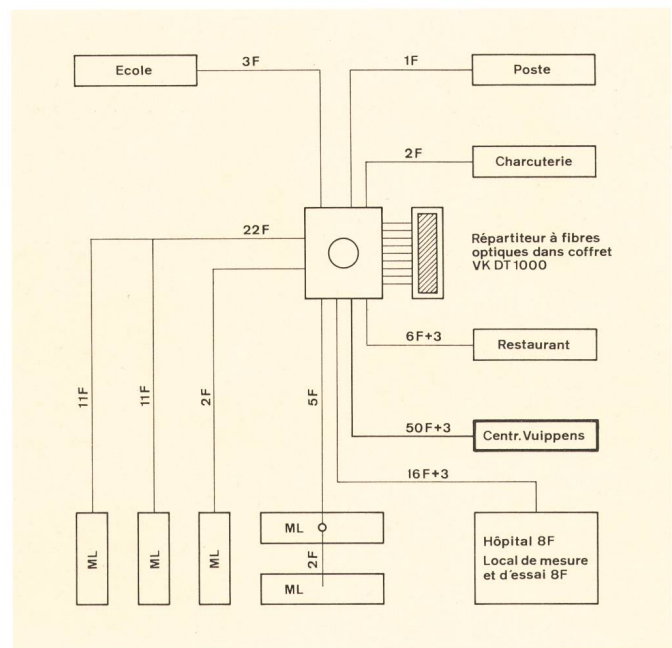 Ecole
3F
1F
Poste
2F
Charcuterie
22F
Répartiteur à fibres
optiques dans coffret
VK DT 1000
6F+3
Restaurant
11F
11F
2F
5F
50F+3
Centr. Vuippens
16F+3
ML
ML
ML
ML
2F
ML
Hôpital 8F
Local de mesure
et d'essai 8F